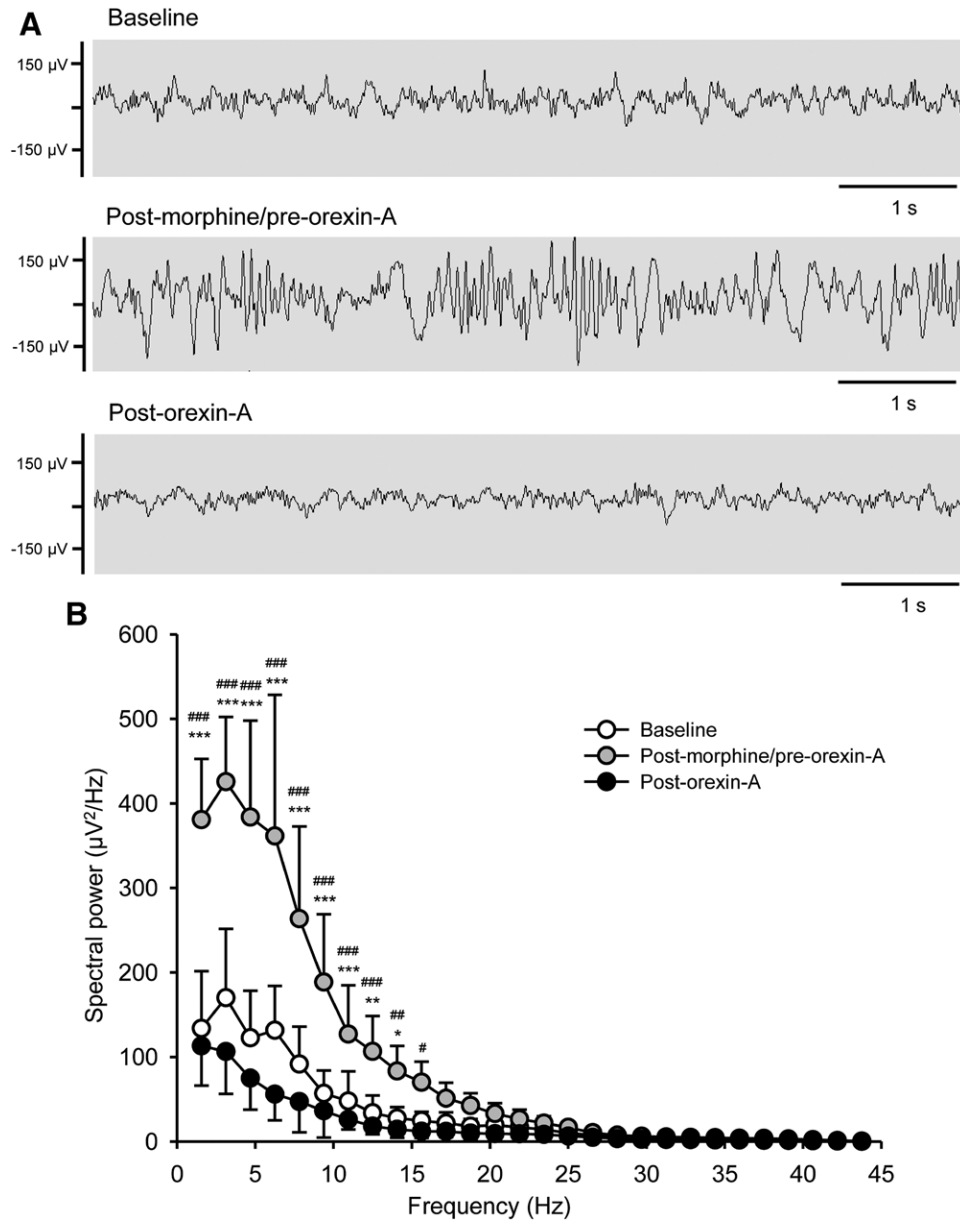 A
Baseline
150 µV
-150 µV
1 s
Post-morphine/pre-orexin-A
150 µV
-150 µV
1 s
Post-orexin-A
150 µV
-150 µV
1 s
B
600
500
400
300
200
100
0
Spectral power (µV²/Hz)
###
***
###
***
###
***
###
***
###
***
###
***
###
***
###
**
##
*
#
Baseline
Post-morphine/pre-orexin-A
Post-orexin-A
0 5 10 15 20 25 30 35 40 45
Frequency (Hz)